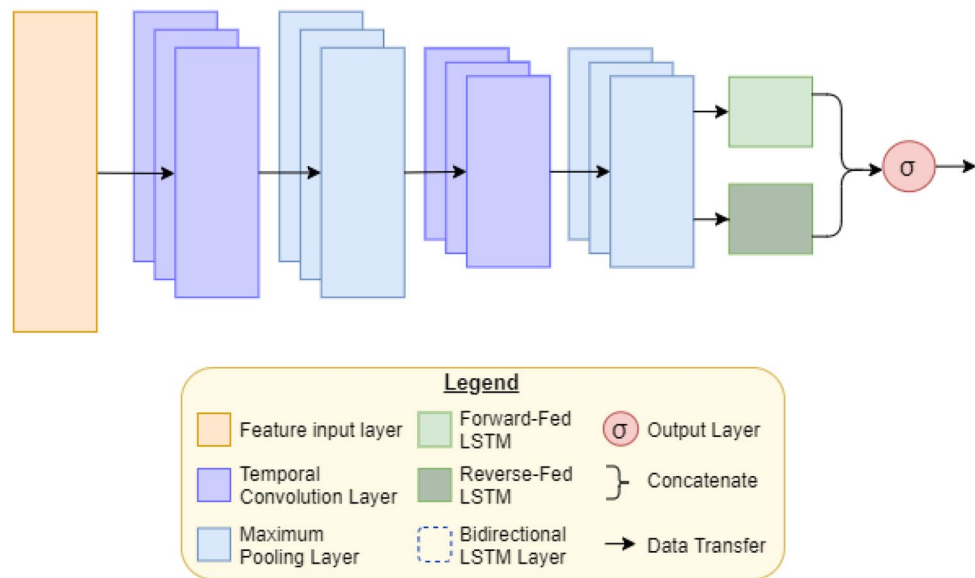 σ
Legend
Feature input layer
Temporal
Convolution Layer
Maximum
Pooling Layer
Forward-Fed
LSTM
Reverse-Fed
LSTM
Bidirectional
LSTM Layer
σ Output Layer
Concatenate
Data Transfer